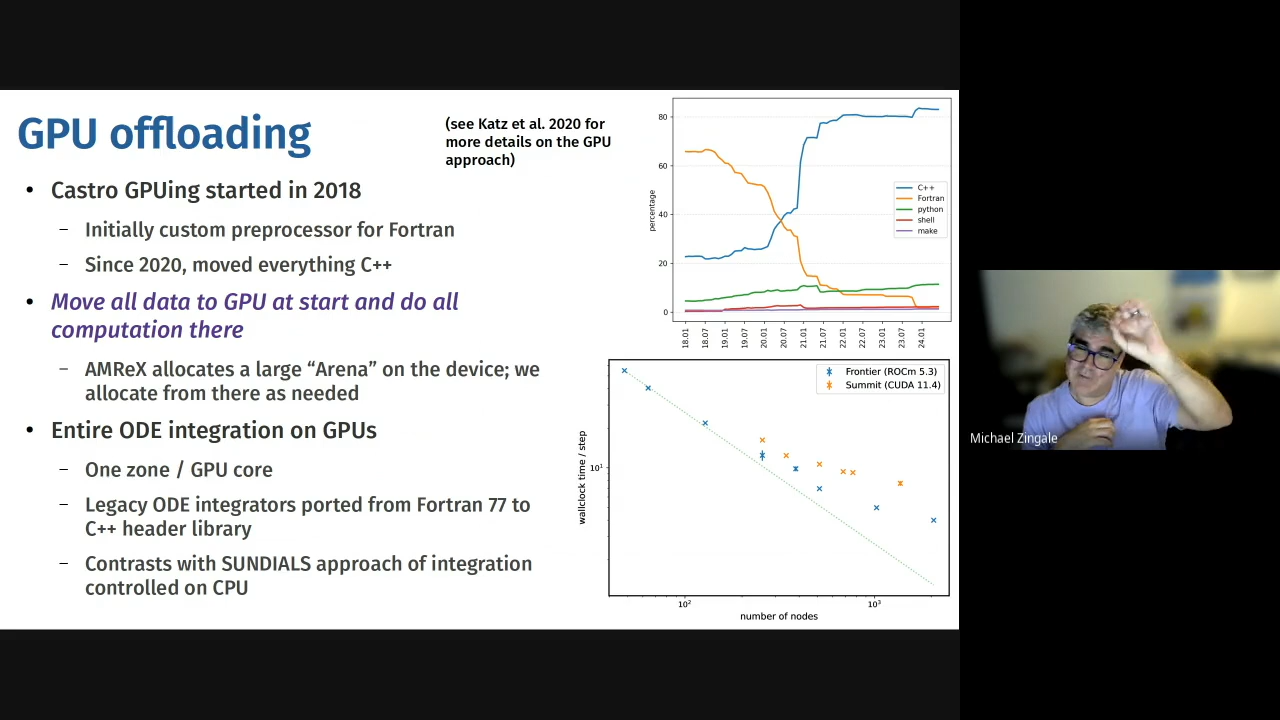 GPU offloading
(see Katz et al. 2020 for
more details on the GPU
approach)
• Castro GPUing started in 2018
– Initially custom preprocessor for Fortran
– Since 2020, moved everything C++
• Move all data to GPU at start and do all
computation there
– AMReX allocates a large “Arena” on the device; we
allocate from there as needed
• Entire ODE integration on GPUs
– One zone / GPU core
– Legacy ODE integrators ported from Fortran 77 to
C++ header library
– Contrasts with SUNDIALS approach of integration
controlled on CPU
percentage
80
60
40
20
0
C++
Fortran
python
shell
make
18.01 18.07 19.01 19.07 20.01 20.07 21.01 21.07 22.01 22.07 23.01 23.07 24.01
Frontier (ROCm 5.3)
Summit (CUDA 11.4)
wallclock time / step
10¹
10² 10³
number of nodes
Michael Zingale